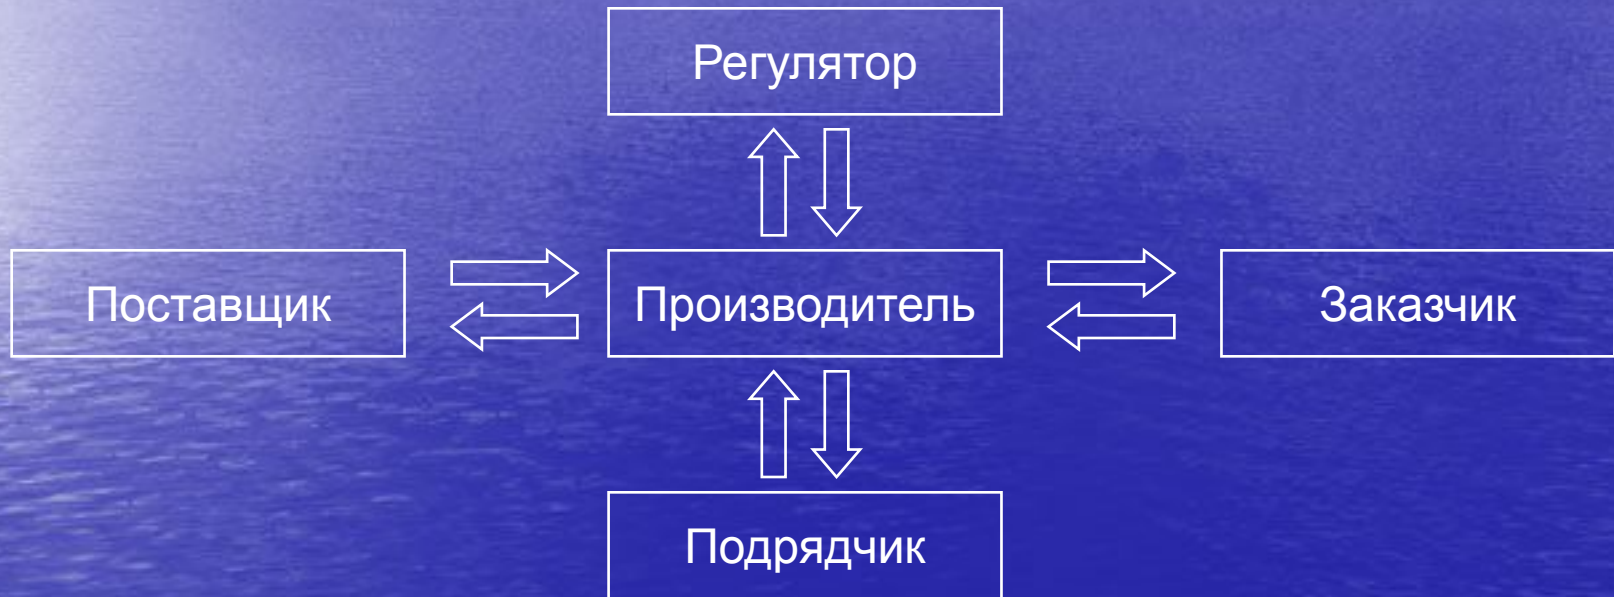 Регулятор
Поставщик
Производитель
Заказчик
Подрядчик